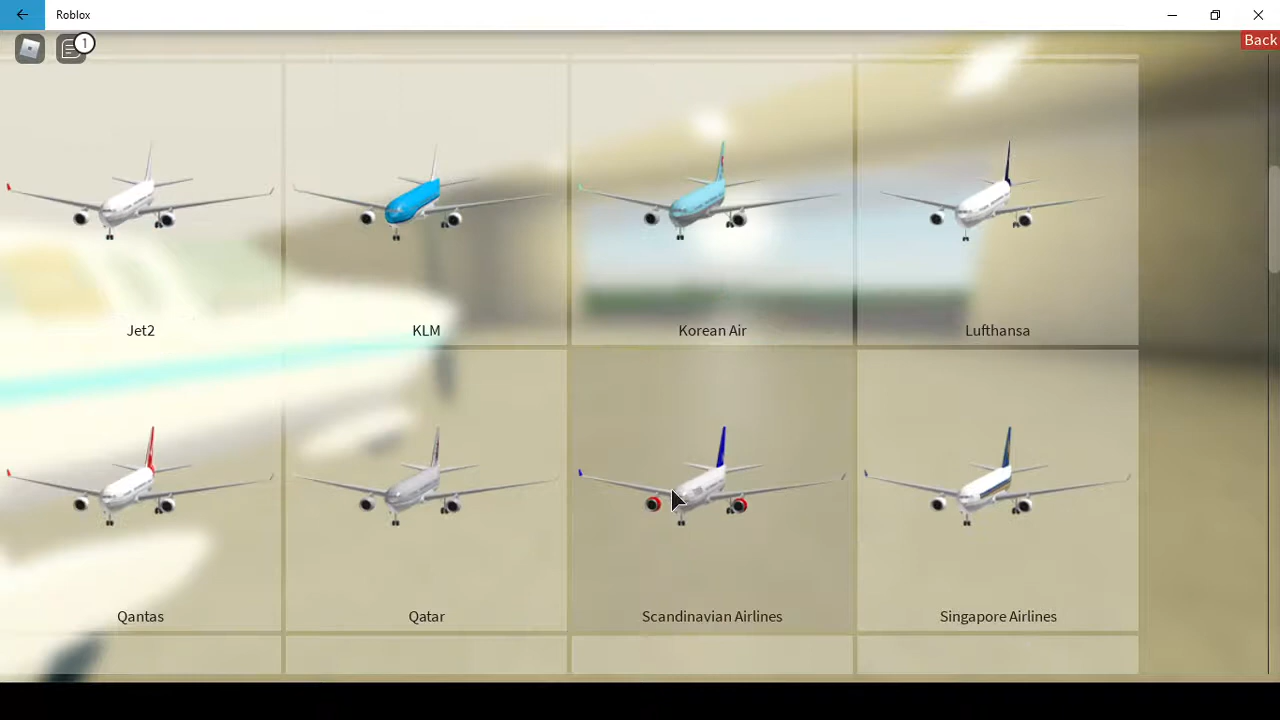 Roblox
1
Back
Jet2
KLM
Korean Air
Lufthansa
Qantas
Qatar
Scandinavian Airlines
Singapore Airlines